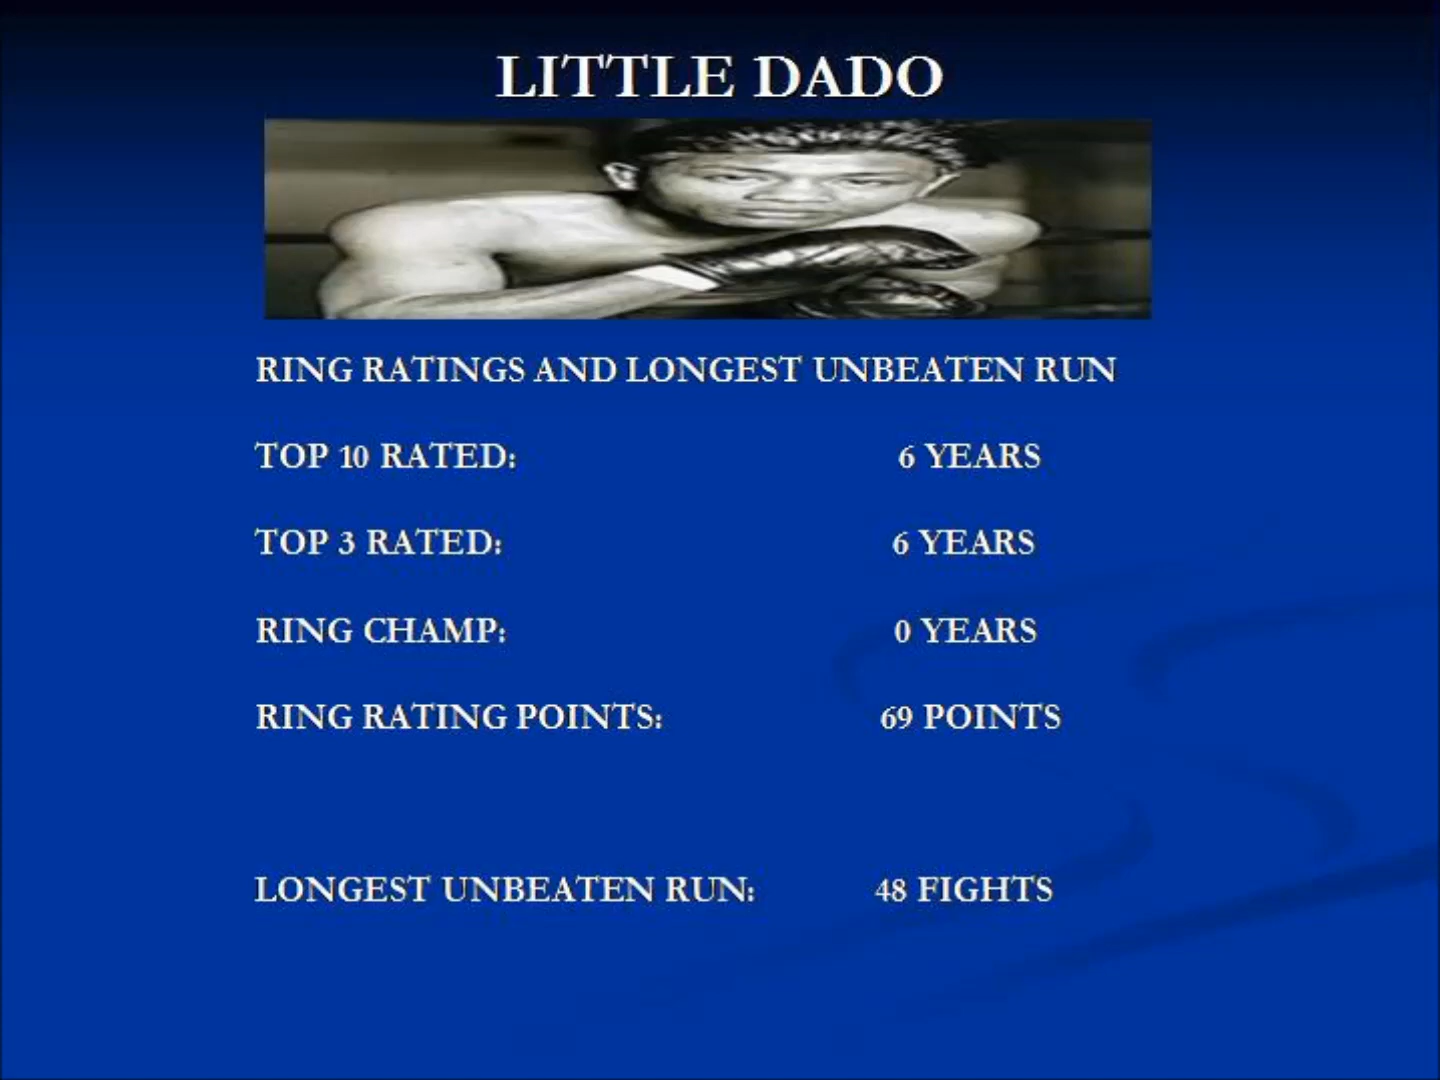 LITTLE DADO
RING RATINGS AND LONGEST UNBEATEN RUN
TOP 10 RATED: 6 YEARS
TOP 3 RATED: 6 YEARS
RING CHAMP: 0 YEARS
RING RATING POINTS: 69 POINTS
LONGEST UNBEATEN RUN: 48 FIGHTS